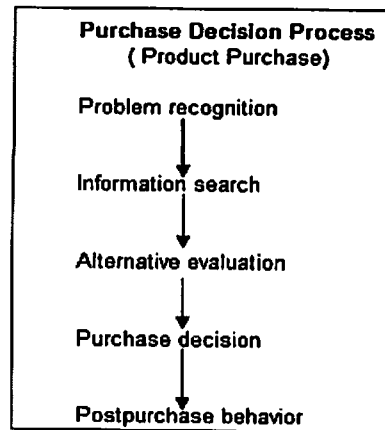 Purchase Decision Process
( Product Purchase)
Problem recognition
Information search
Alternative evaluation
Purchase decision
Postpurchase behavior